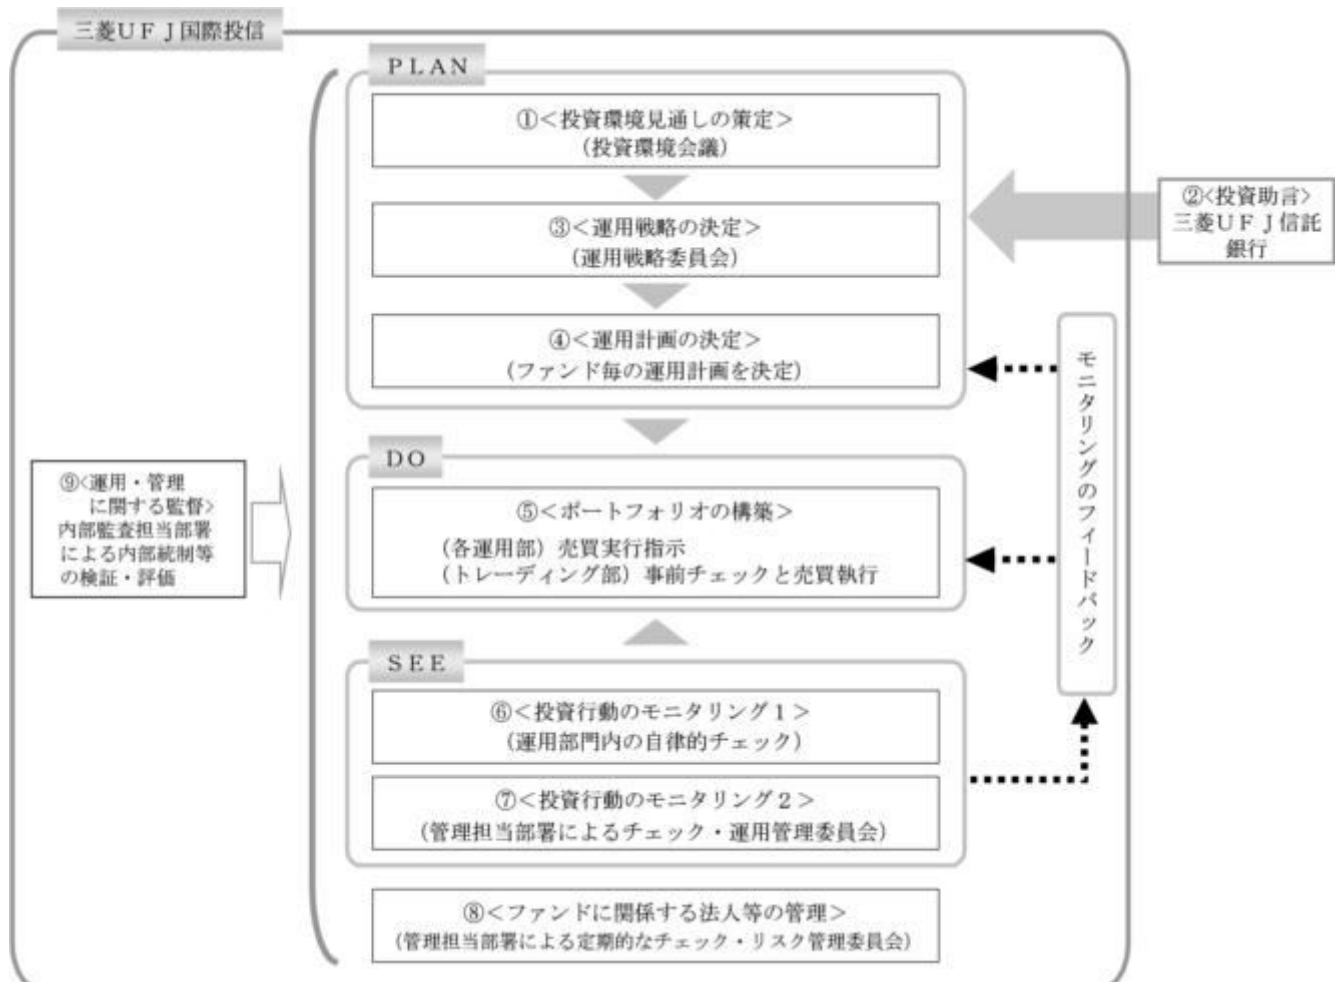 三菱ＵＦＪ国際投信
ＰＬＡＮ
①＜投資環境見通しの策定＞
（投資環境会議）
②＜投資助言＞
三菱ＵＦＪ信託
銀行
③＜運用戦略の決定＞
（運用戦略委員会）
④＜運用計画の決定＞
（ファンド毎の運用計画を決定）
モニタリングのフィードバック
ＤＯ
⑤＜ポートフォリオの構築＞
（各運用部）売買実行指示
（トレーディング部）事前チェックと売買執行
⑨＜運用・管理
に関する監督＞
内部監査担当部署
による内部統制等
の検証・評価
ＳＥＥ
⑥＜投資行動のモニタリング１＞
（運用部門内の自律的チェック）
⑦＜投資行動のモニタリング２＞
（管理担当部署によるチェック・運用管理委員会）
⑧＜ファンドに関係する法人等の管理＞
（管理担当部署による定期的なチェック・リスク管理委員会）